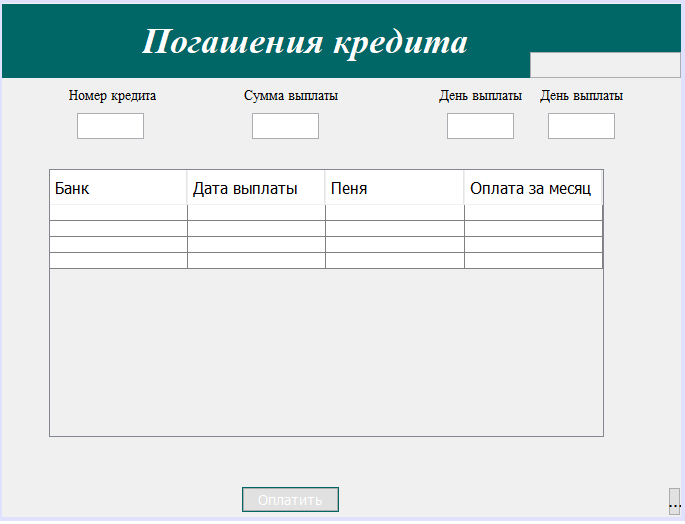 Погашения кредита
Номер кредита Сумма выплаты День выплаты День выплаты
Банк Дата выплаты Пеня Оплата за месяц
Оплатить
...